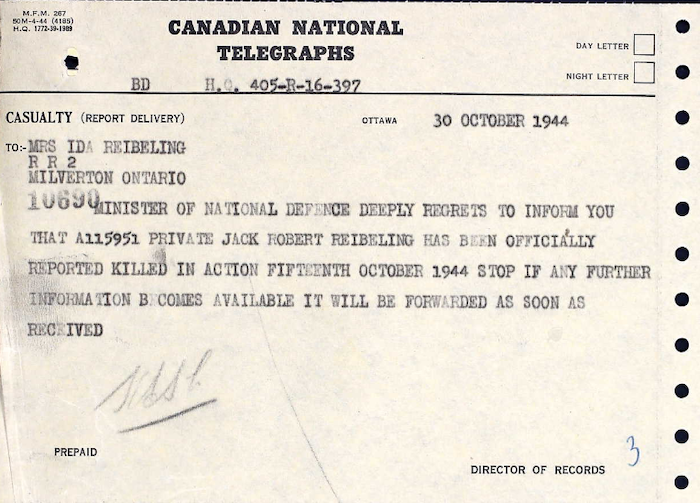 M.F.M. 267
50M-4-44 (4185)
H.Q. 1772-39-1989
CANADIAN NATIONAL
TELEGRAPHS
DAY LETTER
NIGHT LETTER
BD H.Q. 405-R-16-397
CASUALTY (REPORT DELIVERY) OTTAWA 30 OCTOBER 1944
TO:- MRS IDA REIBELING
R R 2
MILVERTON ONTARIO
10690 MINISTER OF NATIONAL DEFENCE DEEPLY REGRETS TO INFORM YOU
THAT A115951 PRIVATE JACK ROBERT REIBELING HAS BEEN OFFICIALLY
REPORTED KILLED IN ACTION FIFTEENTH OCTOBER 1944 STOP IF ANY FURTHER
INFORMATION BECOMES AVAILABLE IT WILL BE FORWARDED AS SOON AS
RECEIVED
PREPAID
DIRECTOR OF RECORDS 3